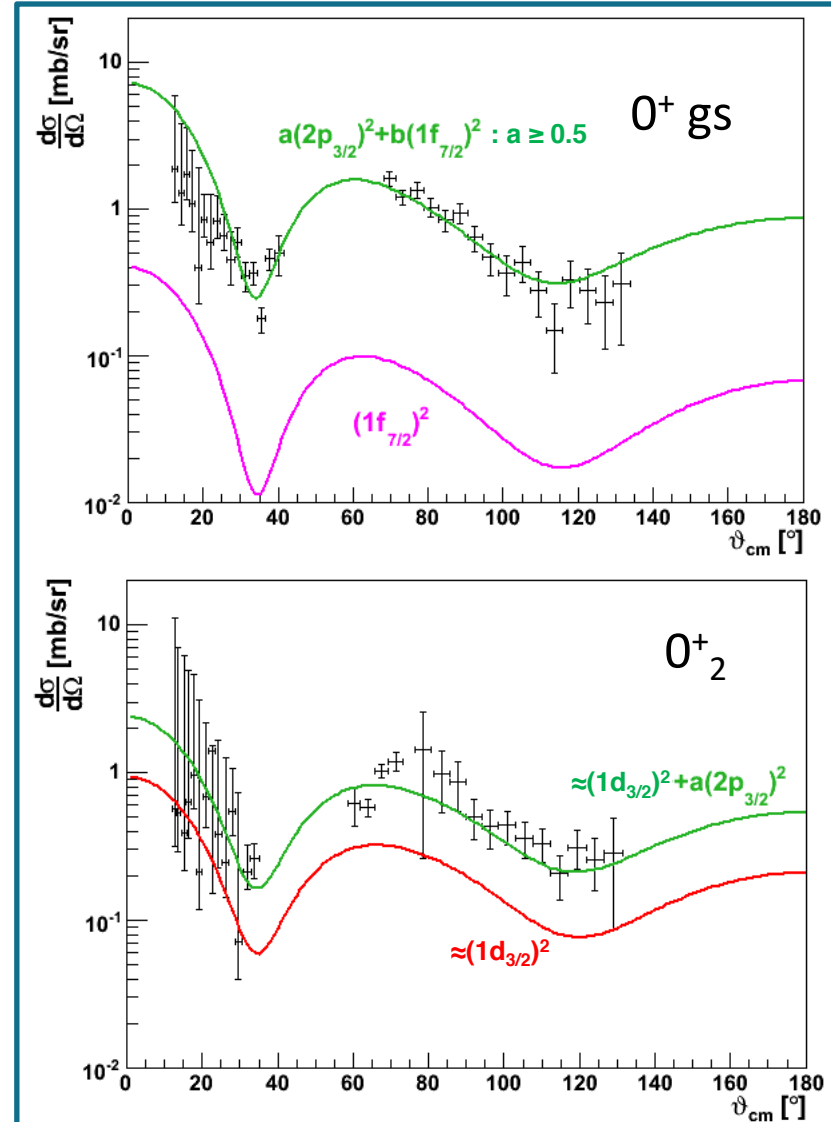 dσ/dΩ [mb/sr]
10
1
10⁻¹
10⁻²
0⁺ gs
a(2p₃/₂)²+b(1f₇/₂)² : a ≥ 0.5
(1f₇/₂)²
0 20 40 60 80 100 120 140 160 180
ϑcm [°]
dσ/dΩ [mb/sr]
10
1
10⁻¹
10⁻²
0⁺₂
≈(1d₃/₂)²+a(2p₃/₂)²
≈(1d₃/₂)²
0 20 40 60 80 100 120 140 160 180
ϑcm [°]